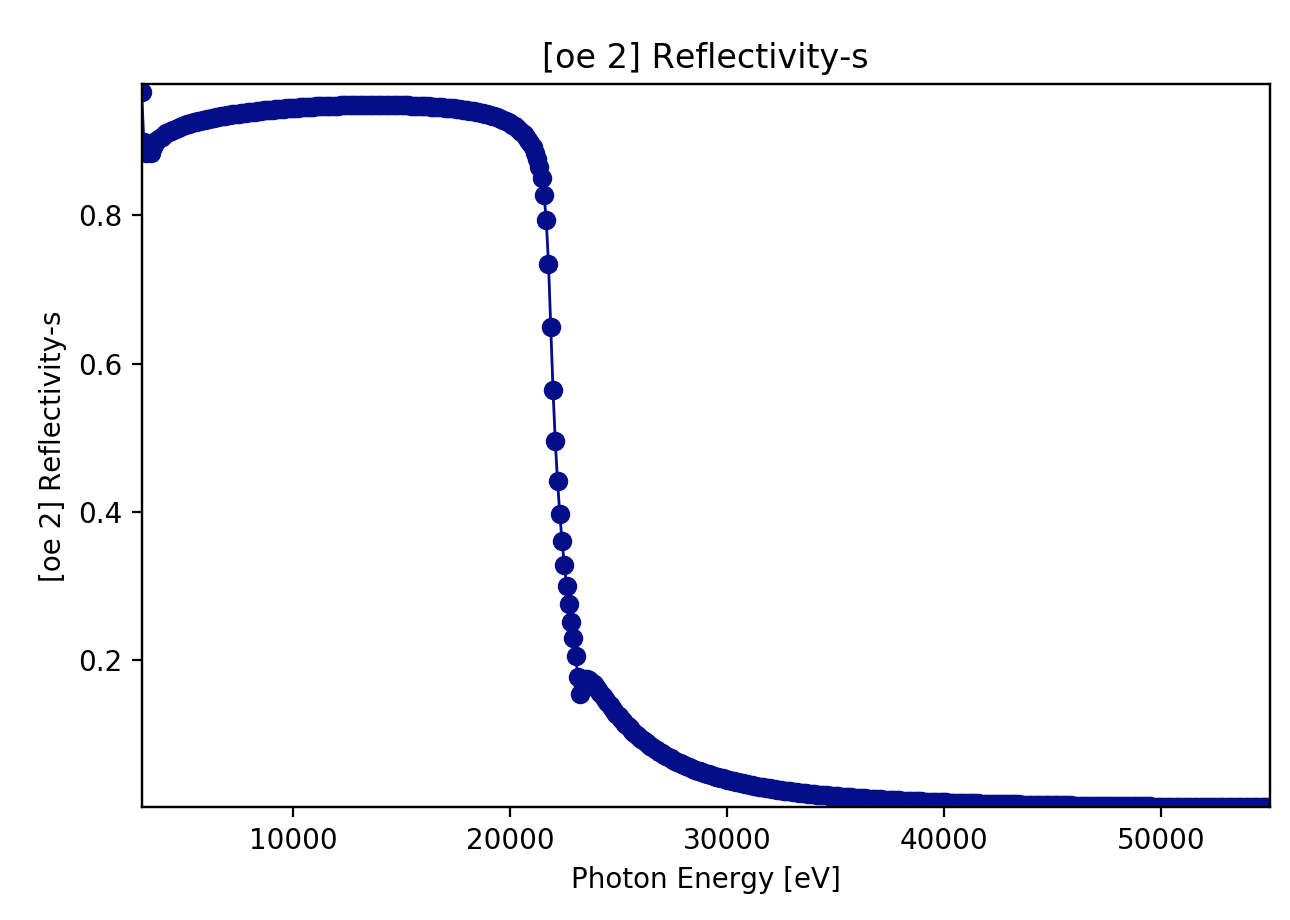 [oe 2] Reflectivity-s
[oe 2] Reflectivity-s
0.8
0.6
0.4
0.2
10000 20000 30000 40000 50000
Photon Energy [eV]